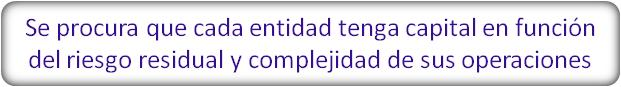 Se procura que cada entidad tenga capital en función
del riesgo residual y complejidad de sus operaciones